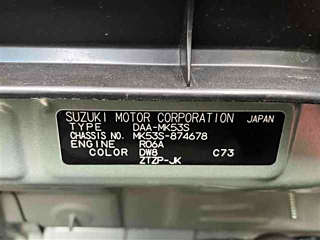 SUZUKI MOTOR CORPORATION JAPAN
TYPE DAA-MK53S
CHASSIS NO. MK53S-874678
ENGINE R06A
COLOR DW8 C73
ZTZP-JK